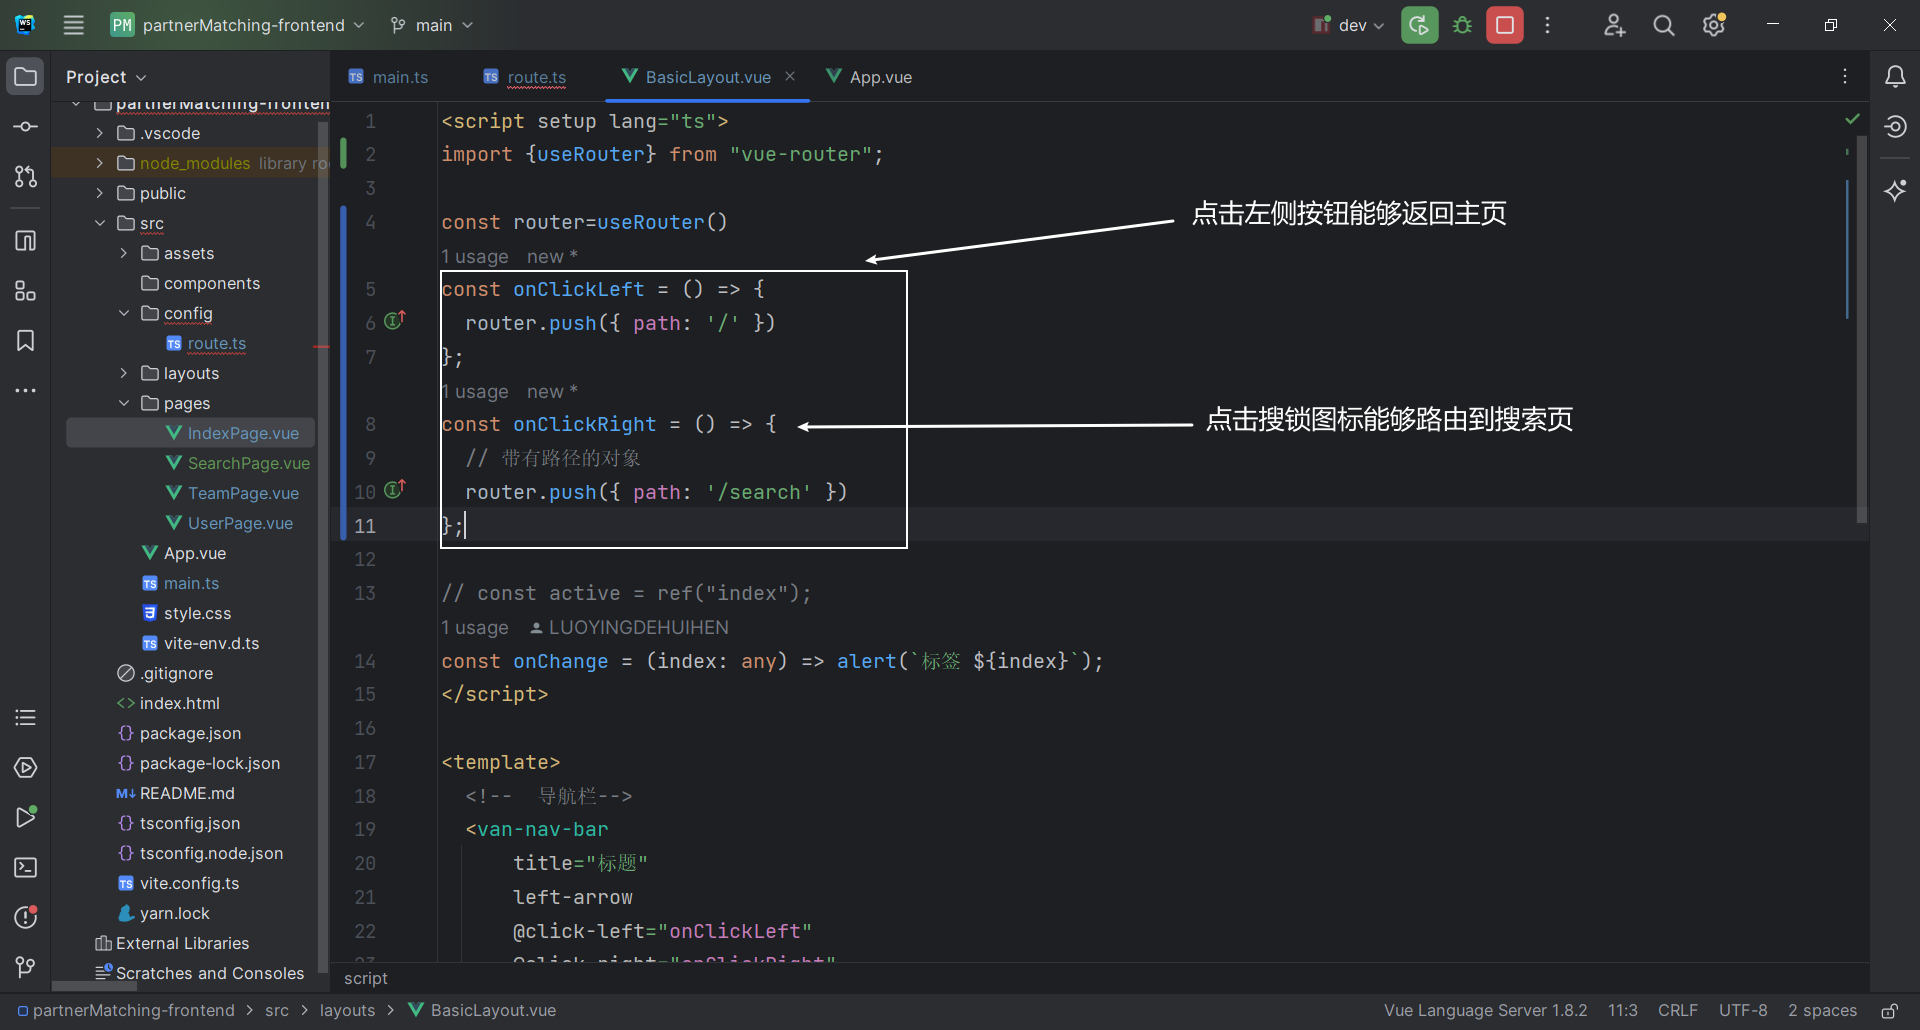 PM partnerMatching-frontend main dev
Project
main.ts route.ts BasicLayout.vue App.vue
partnerMatching-fronten
.vscode
node_modules library ro
public
src
assets
components
config
route.ts
layouts
pages
IndexPage.vue
SearchPage.vue
TeamPage.vue
UserPage.vue
App.vue
main.ts
style.css
vite-env.d.ts
.gitignore
index.html
package.json
package-lock.json
README.md
tsconfig.json
tsconfig.node.json
vite.config.ts
yarn.lock
External Libraries
Scratches and Consoles
1 <script setup lang="ts">
2 import {useRouter} from "vue-router";
3
4 const router=useRouter()
1 usage new *
5 const onClickLeft = () => {
6 router.push({ path: '/' })
7 };
1 usage new *
8 const onClickRight = () => {
9 // 带有路径的对象
10 router.push({ path: '/search' })
11 };
12
13 // const active = ref("index");
1 usage LUOYINGDEHUIHEN
14 const onChange = (index: any) => alert(`标签 ${index}`);
15 </script>
16
17 <template>
18 <!-- 导航栏-->
19 <van-nav-bar
20 title="标题"
21 left-arrow
22 @click-left="onClickLeft"
23 @click-right="onClickRight"
点击左侧按钮能够返回主页
点击搜锁图标能够路由到搜索页
script
partnerMatching-frontend > src > layouts > BasicLayout.vue
Vue Language Server 1.8.2 11:3 CRLF UTF-8 2 spaces